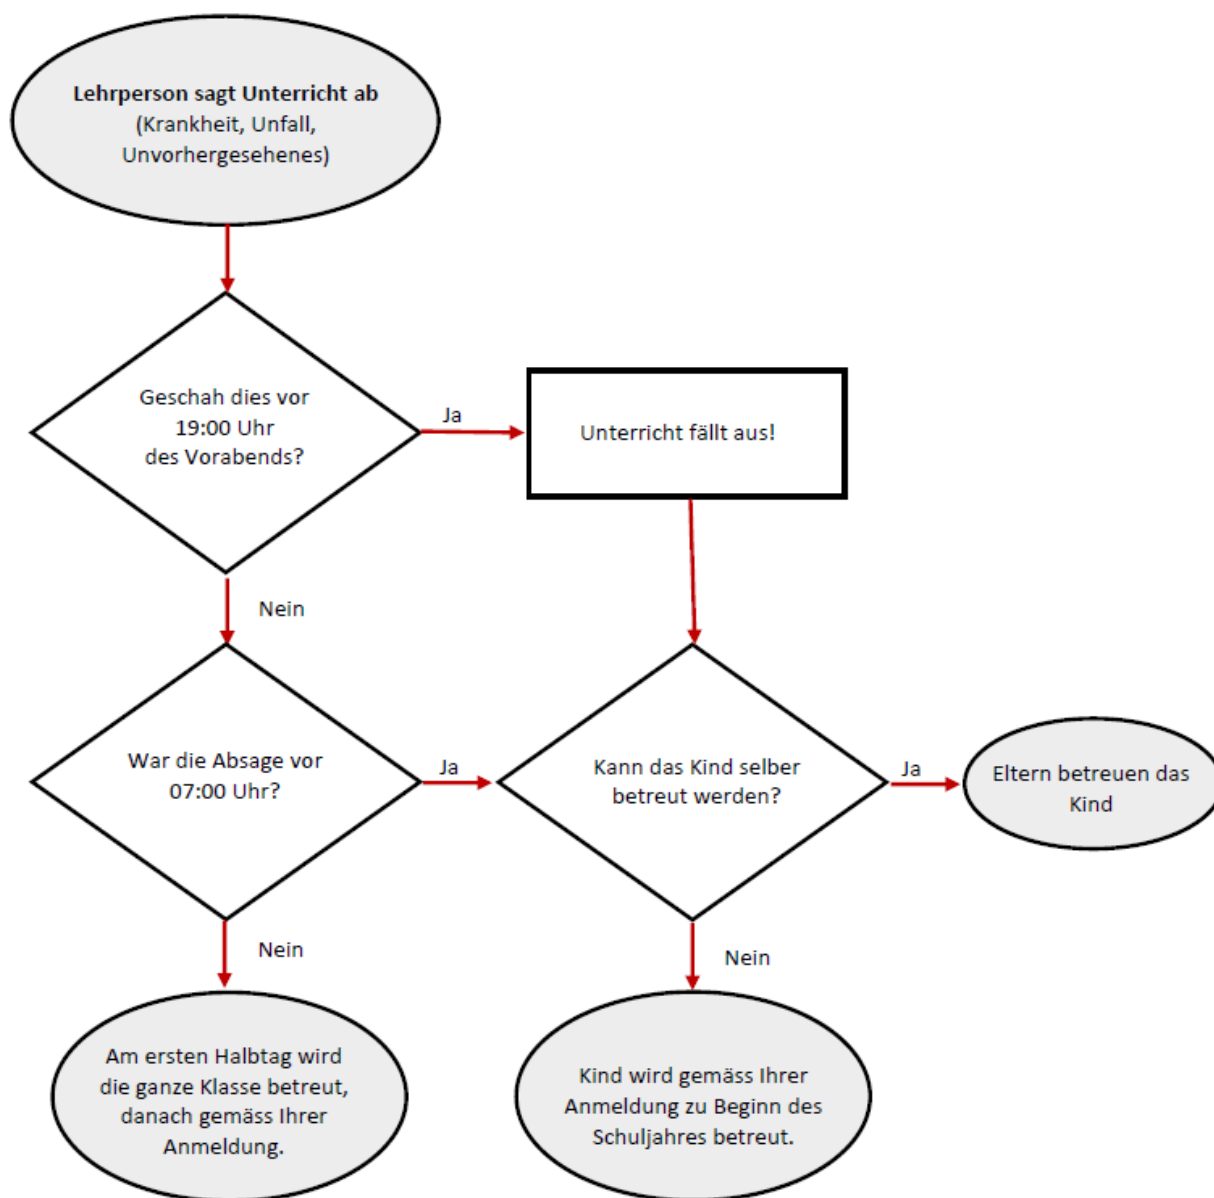 Lehrperson sagt Unterricht ab
(Krankheit, Unfall,
Unvorhergesehenes)
Geschah dies vor
19:00 Uhr
des Vorabends?
Ja
Unterricht fällt aus!
Nein
War die Absage vor
07:00 Uhr?
Ja
Kann das Kind selber
betreut werden?
Ja
Eltern betreuen das
Kind
Nein
Nein
Am ersten Halbtag wird
die ganze Klasse betreut,
danach gemäss Ihrer
Anmeldung.
Kind wird gemäss Ihrer
Anmeldung zu Beginn des
Schuljahres betreut.